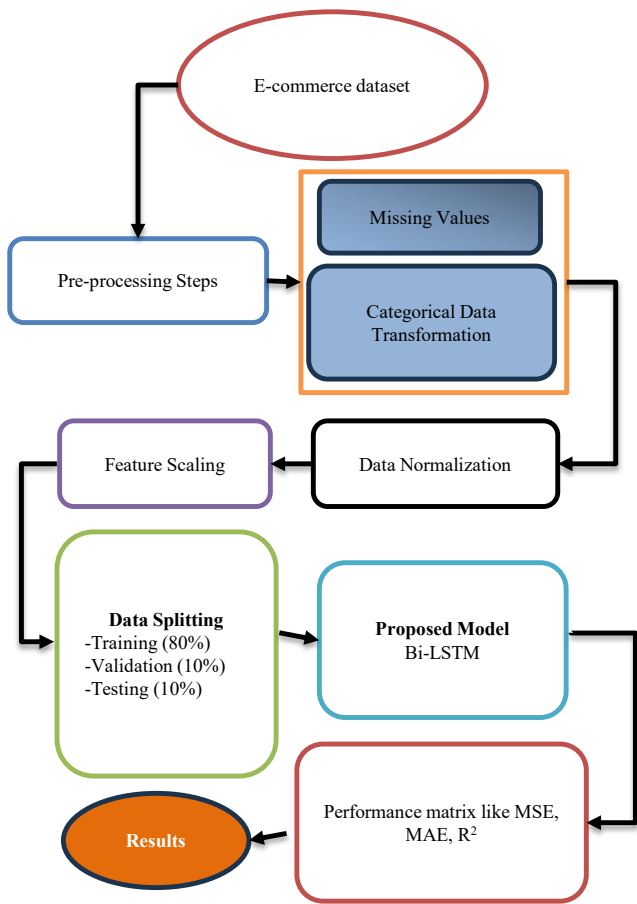 E-commerce dataset
Missing Values
Pre-processing Steps
Categorical Data
Transformation
Feature Scaling
Data Normalization
Data Splitting
-Training (80%)
-Validation (10%)
-Testing (10%)
Proposed Model
Bi-LSTM
Performance matrix like MSE,
MAE, R²
Results